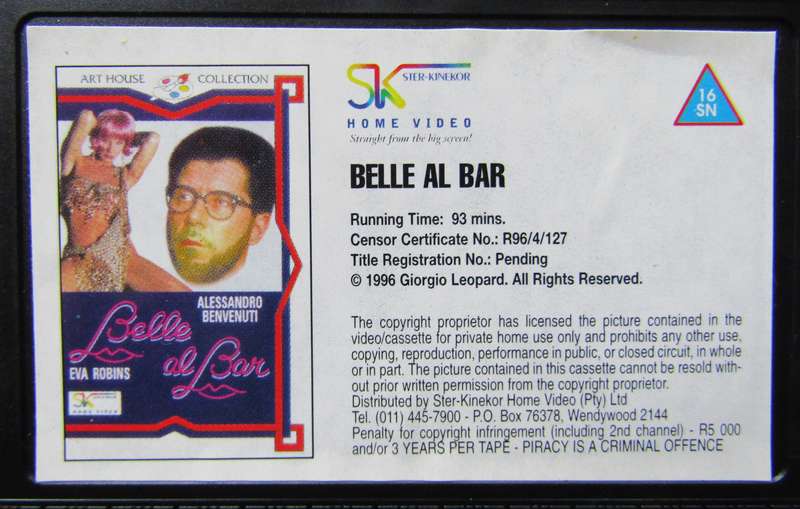 ART HOUSE COLLECTION
ALESSANDRO
BENVENUTI
Belle
al Bar
EVA ROBINS
SK
HOME VIDEO
SK STER-KINEKOR
HOME VIDEO
Straight from the big screen!
16
SN
BELLE AL BAR
Running Time: 93 mins.
Censor Certificate No.: R96/4/127
Title Registration No.: Pending
© 1996 Giorgio Leopard. All Rights Reserved.
The copyright proprietor has licensed the picture contained in the
video/cassette for private home use only and prohibits any other use,
copying, reproduction, performance in public, or closed circuit, in whole
or in part. The picture contained in this cassette cannot be resold with-
out prior written permission from the copyright proprietor.
Distributed by Ster-Kinekor Home Video (Pty) Ltd
Tel. (011) 445-7900 - P.O. Box 76378, Wendywood 2144
Penalty for copyright infringement (including 2nd channel) - R5 000
and/or 3 YEARS PER TAPE - PIRACY IS A CRIMINAL OFFENCE